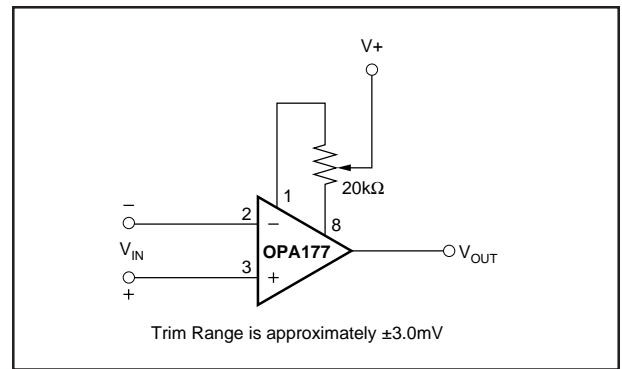 V+
20kΩ
1
8
–
2
–
V_IN
OPA177
V_OUT
3
+
+
Trim Range is approximately ±3.0mV